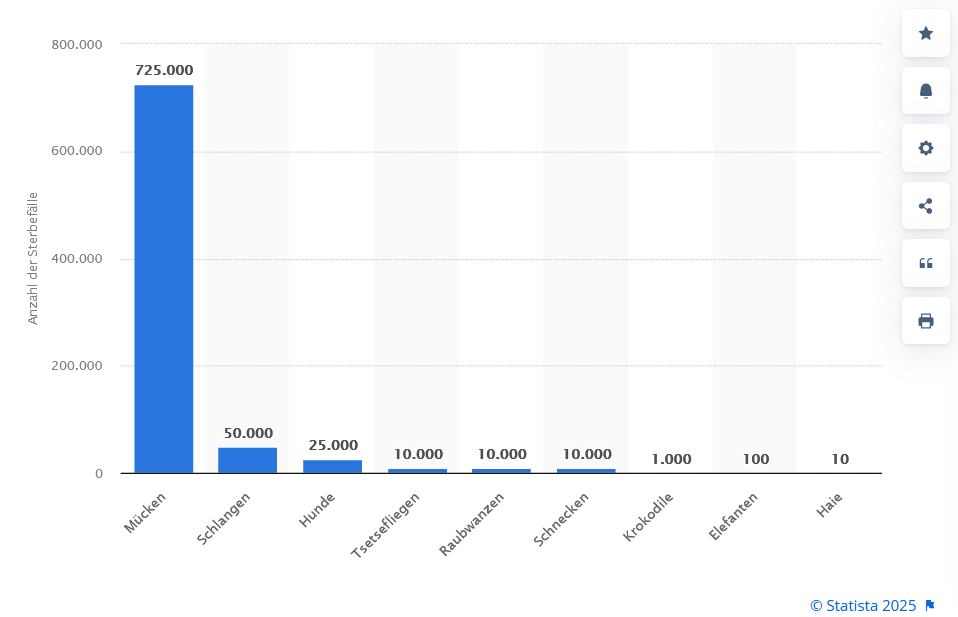 800.000
725.000
600.000
Anzahl der Sterbefälle
400.000
200.000
50.000
25.000
10.000
10.000
10.000
1.000
100
10
0
Mücken
Schlangen
Hunde
Tsetsefliegen
Raubwanzen
Schnecken
Krokodile
Elefanten
Haie
© Statista 2025